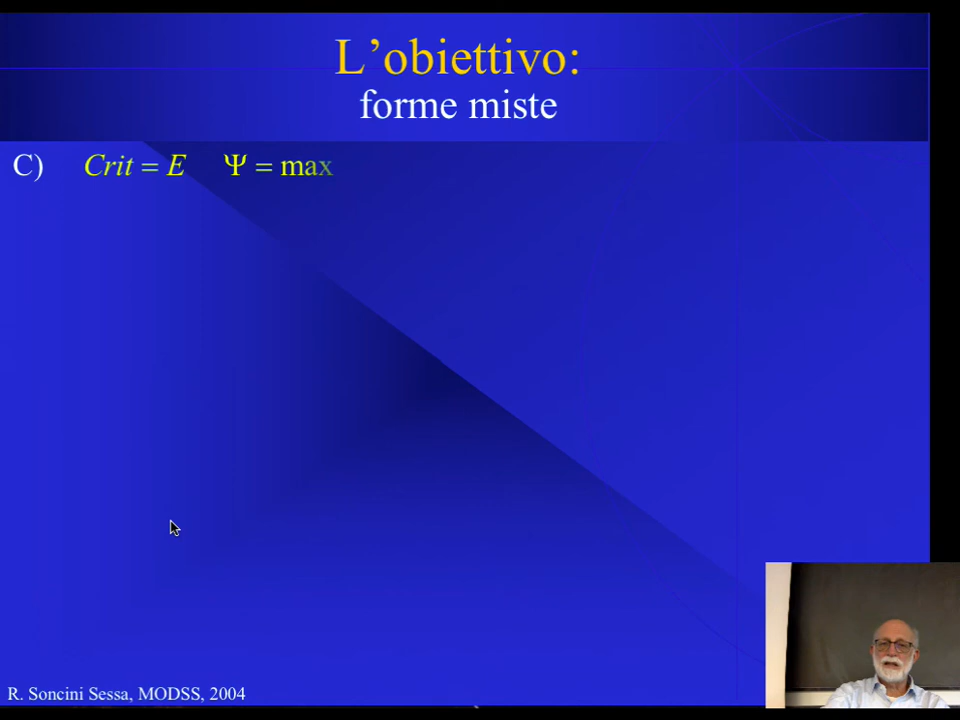 L’obiettivo:
forme miste
C) Crit = E Ψ = max
R. Soncini Sessa, MODSS, 2004